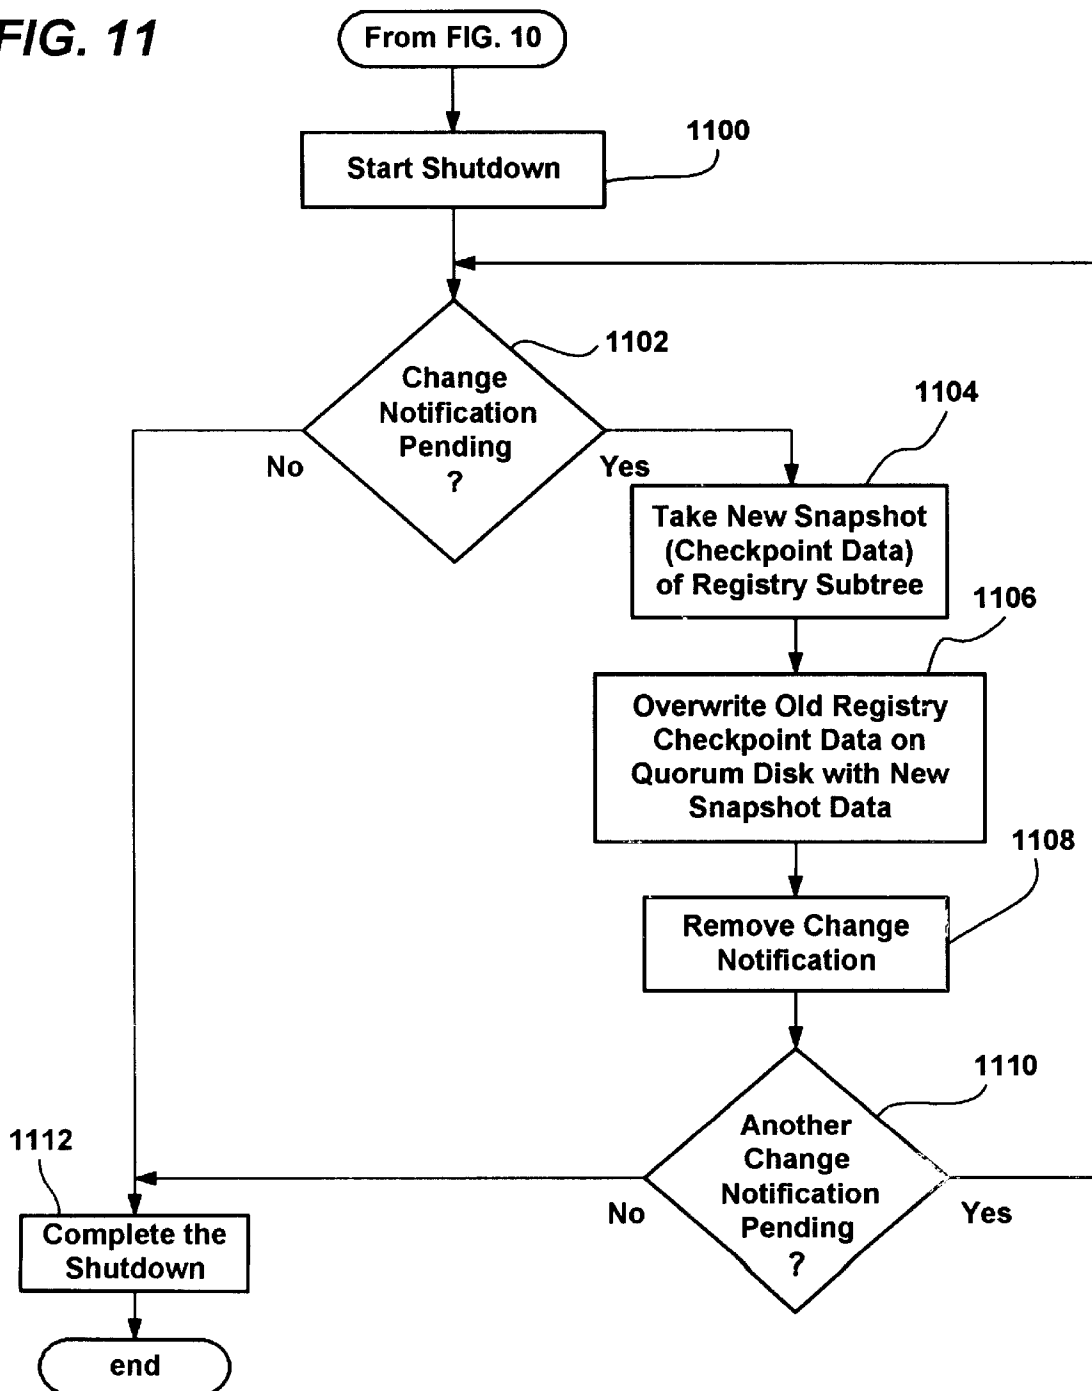 FIG. 11
From FIG. 10
1100
Start Shutdown
1102
Change
Notification
Pending
?
No
Yes
1104
Take New Snapshot
(Checkpoint Data)
of Registry Subtree
1106
Overwrite Old Registry
Checkpoint Data on
Quorum Disk with New
Snapshot Data
1108
Remove Change
Notification
1110
Another
Change
Notification
Pending
?
No
Yes
1112
Complete the
Shutdown
end